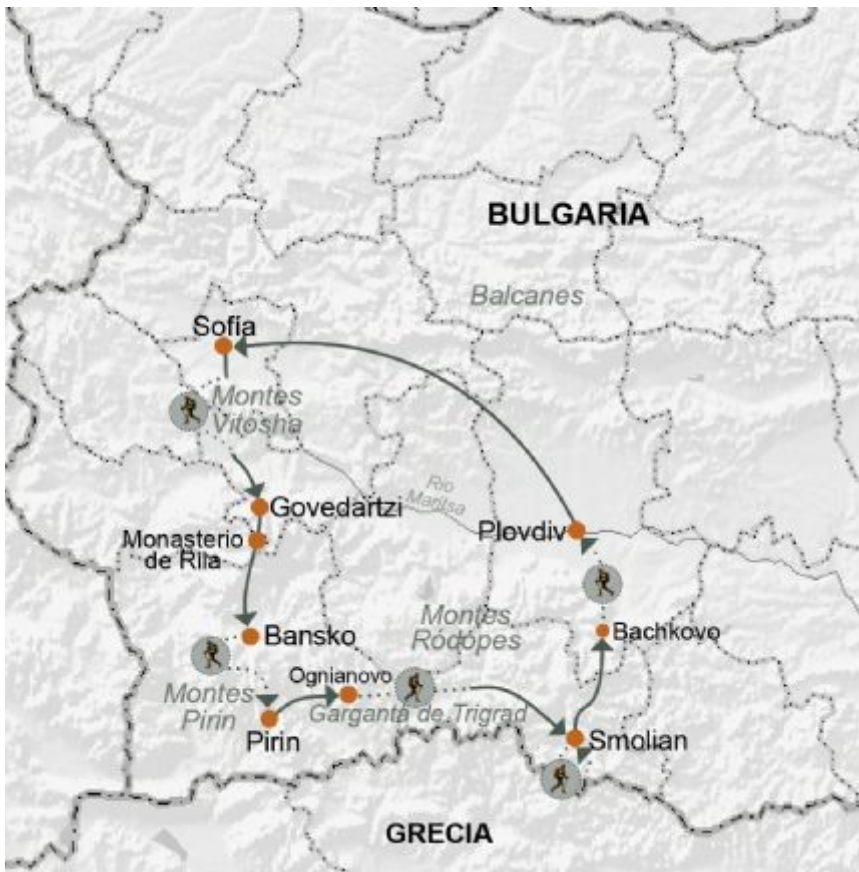 BULGARIA
Balcanes
Sofía
Montes
Vitosha
Rio
Maritsa
Govedartzi
Plovdiv
Monasterio
de Rila
Montes
Ródopes
Bansko
Bachkovo
Ognianovo
Montes
Pirin
Garganta de Trigrad
Pirin
Smolian
GRECIA